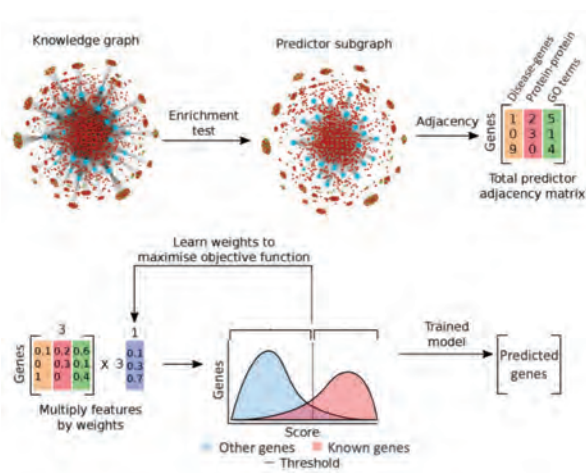 Knowledge graph
Predictor subgraph
Enrichment
test
Adjacency
Disease-genes
Protein-protein
GO terms
Genes
1 2 5
0 3 1
9 0 4
Total predictor
adjacency matrix
Learn weights to
maximise objective function
3
1
Genes
0.1 0.2 0.6
0 0.3 0.1
1 0 0.4
X 3
0.1
0.3
0.7
Multiply features
by weights
Genes
Score
Other genes
Known genes
Threshold
Trained
model
Predicted
genes